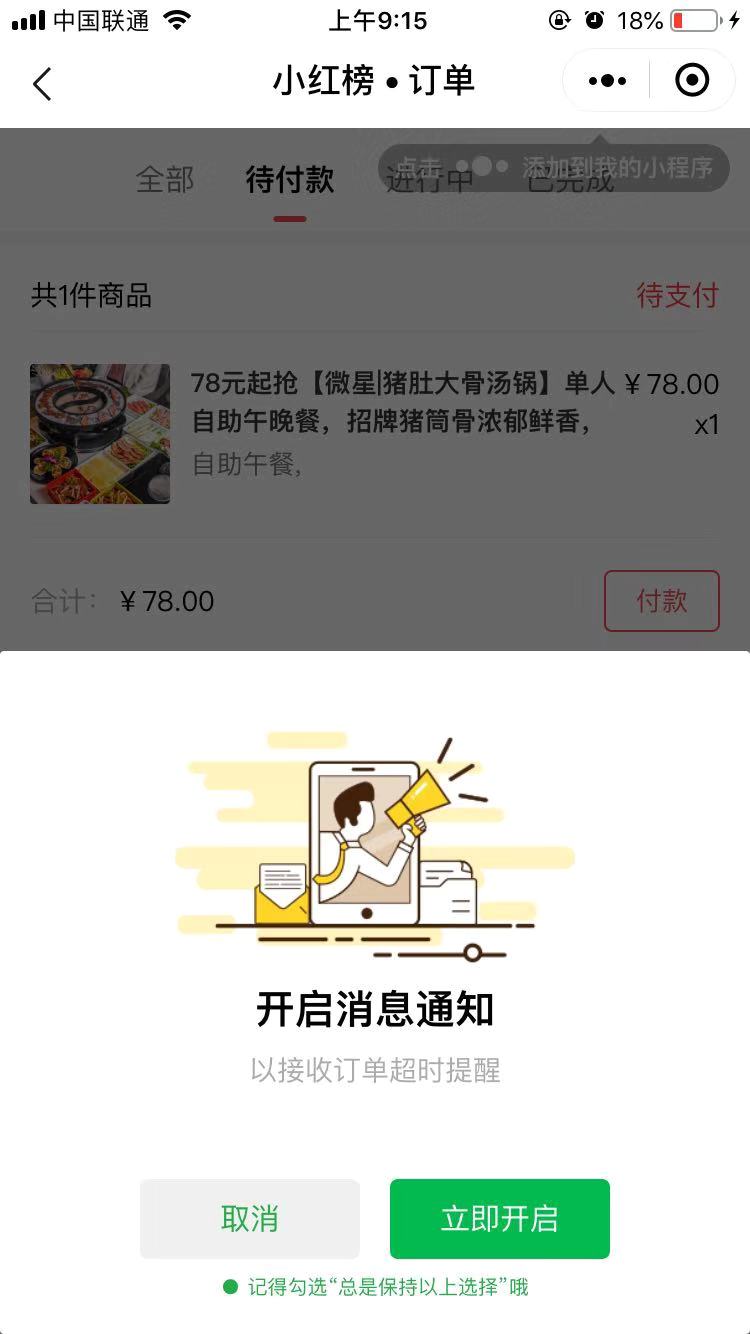 中国联通
上午9:15
18%
小红榜•订单
全部
待付款
进行中
已完成
点击
添加到我的小程序
共1件商品
待支付
78元起抢【微星|猪肚大骨汤锅】单人
¥78.00
自助午晚餐，招牌猪筒骨浓郁鲜香，
x1
自助午餐,
合计：
¥78.00
付款
开启消息通知
以接收订单超时提醒
取消
立即开启
记得勾选“总是保持以上选择”哦